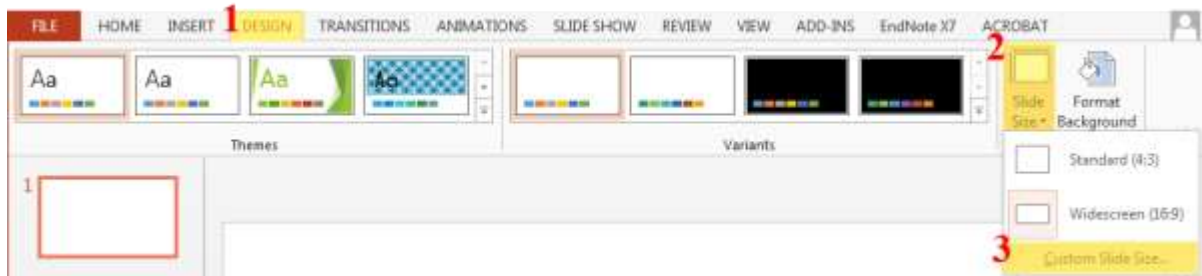 1
FILE HOME INSERT DESIGN TRANSITIONS ANIMATIONS SLIDE SHOW REVIEW VIEW ADD-INS EndNote X7 ACROBAT
2
Aa Aa Aa Aa
Slide Size Format Background
Themes Variants
Standard (4:3)
1
Widescreen (16:9)
3 Custom Slide Size...